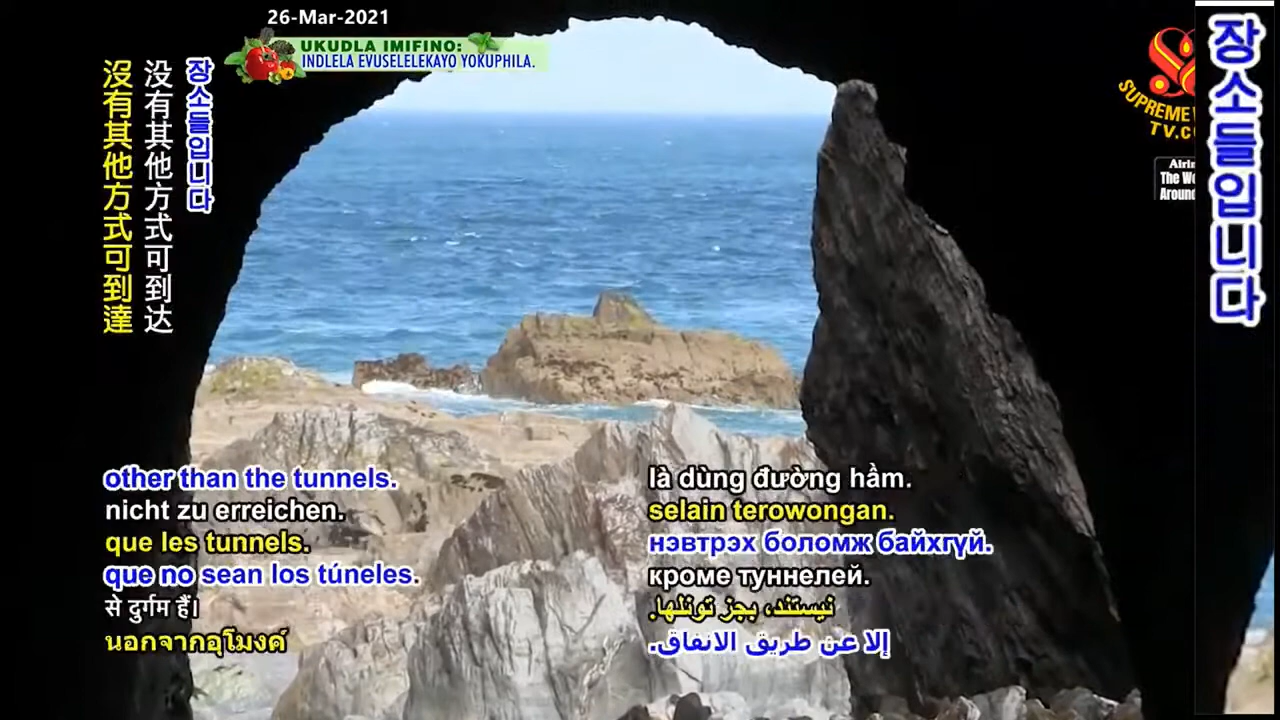 26-Mar-2021
UKUDLA IMIFINO:
INDLELA EVUSELELEKAYO YOKUPHILA.
장소들입니다
没有其他方式可到达
沒有其他方式可到達
SUPREME
TV.C
The
Around
장소들입니다
other than the tunnels.
nicht zu erreichen.
que les tunnels.
que no sean los túneles.
से दुर्गम हैं।
นอกจากอุโมงค์
là dùng đường hầm.
selain terowongan.
нэвтрэх боломж байхгүй.
кроме туннелей.
نیستند، بجز تونلها.
إلا عن طريق الانفاق.